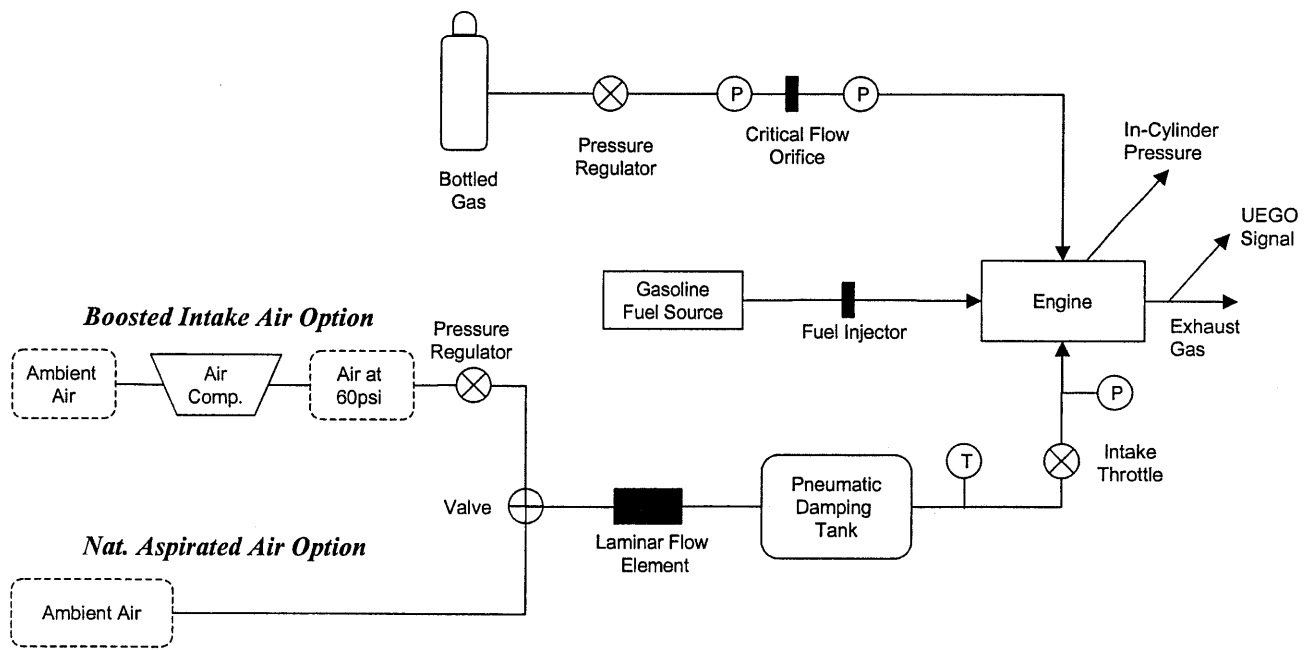 P
P
Critical Flow
Orifice
Pressure
Regulator
Bottled
Gas
In-Cylinder
Pressure
UEGO
Signal
Gasoline
Fuel Source
Fuel Injector
Engine
Exhaust
Gas
Boosted Intake Air Option
Ambient
Air
Air
Comp.
Air at
60psi
Pressure
Regulator
P
Intake
Throttle
T
Valve
Laminar Flow
Element
Pneumatic
Damping
Tank
Nat. Aspirated Air Option
Ambient Air